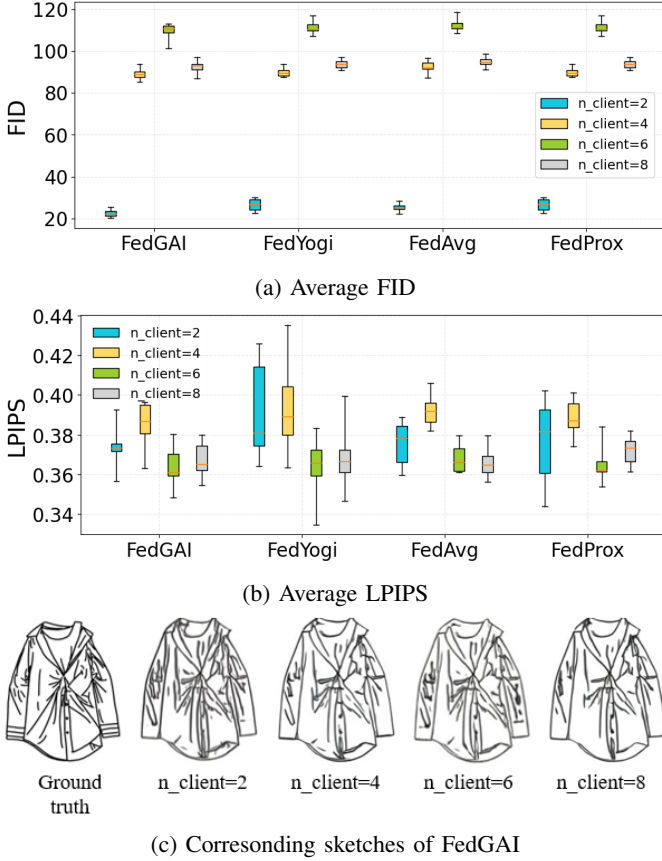 120
100
80
60
40
20
FID
n_client=2
n_client=4
n_client=6
n_client=8
FedGAI FedYogi FedAvg FedProx
(a) Average FID
0.44
0.42
0.40
0.38
0.36
0.34
LPIPS
n_client=2
n_client=4
n_client=6
n_client=8
FedGAI FedYogi FedAvg FedProx
(b) Average LPIPS
Ground
truth
n_client=2 n_client=4 n_client=6 n_client=8
(c) Corresonding sketches of FedGAI